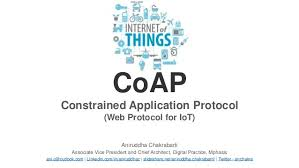 INTERNET of
THINGS
CoAP
Constrained Application Protocol
(Web Protocol for IoT)
Aniruddha Chakrabarti
Associate Vice President and Chief Architect, Digital Practice, Mphasis